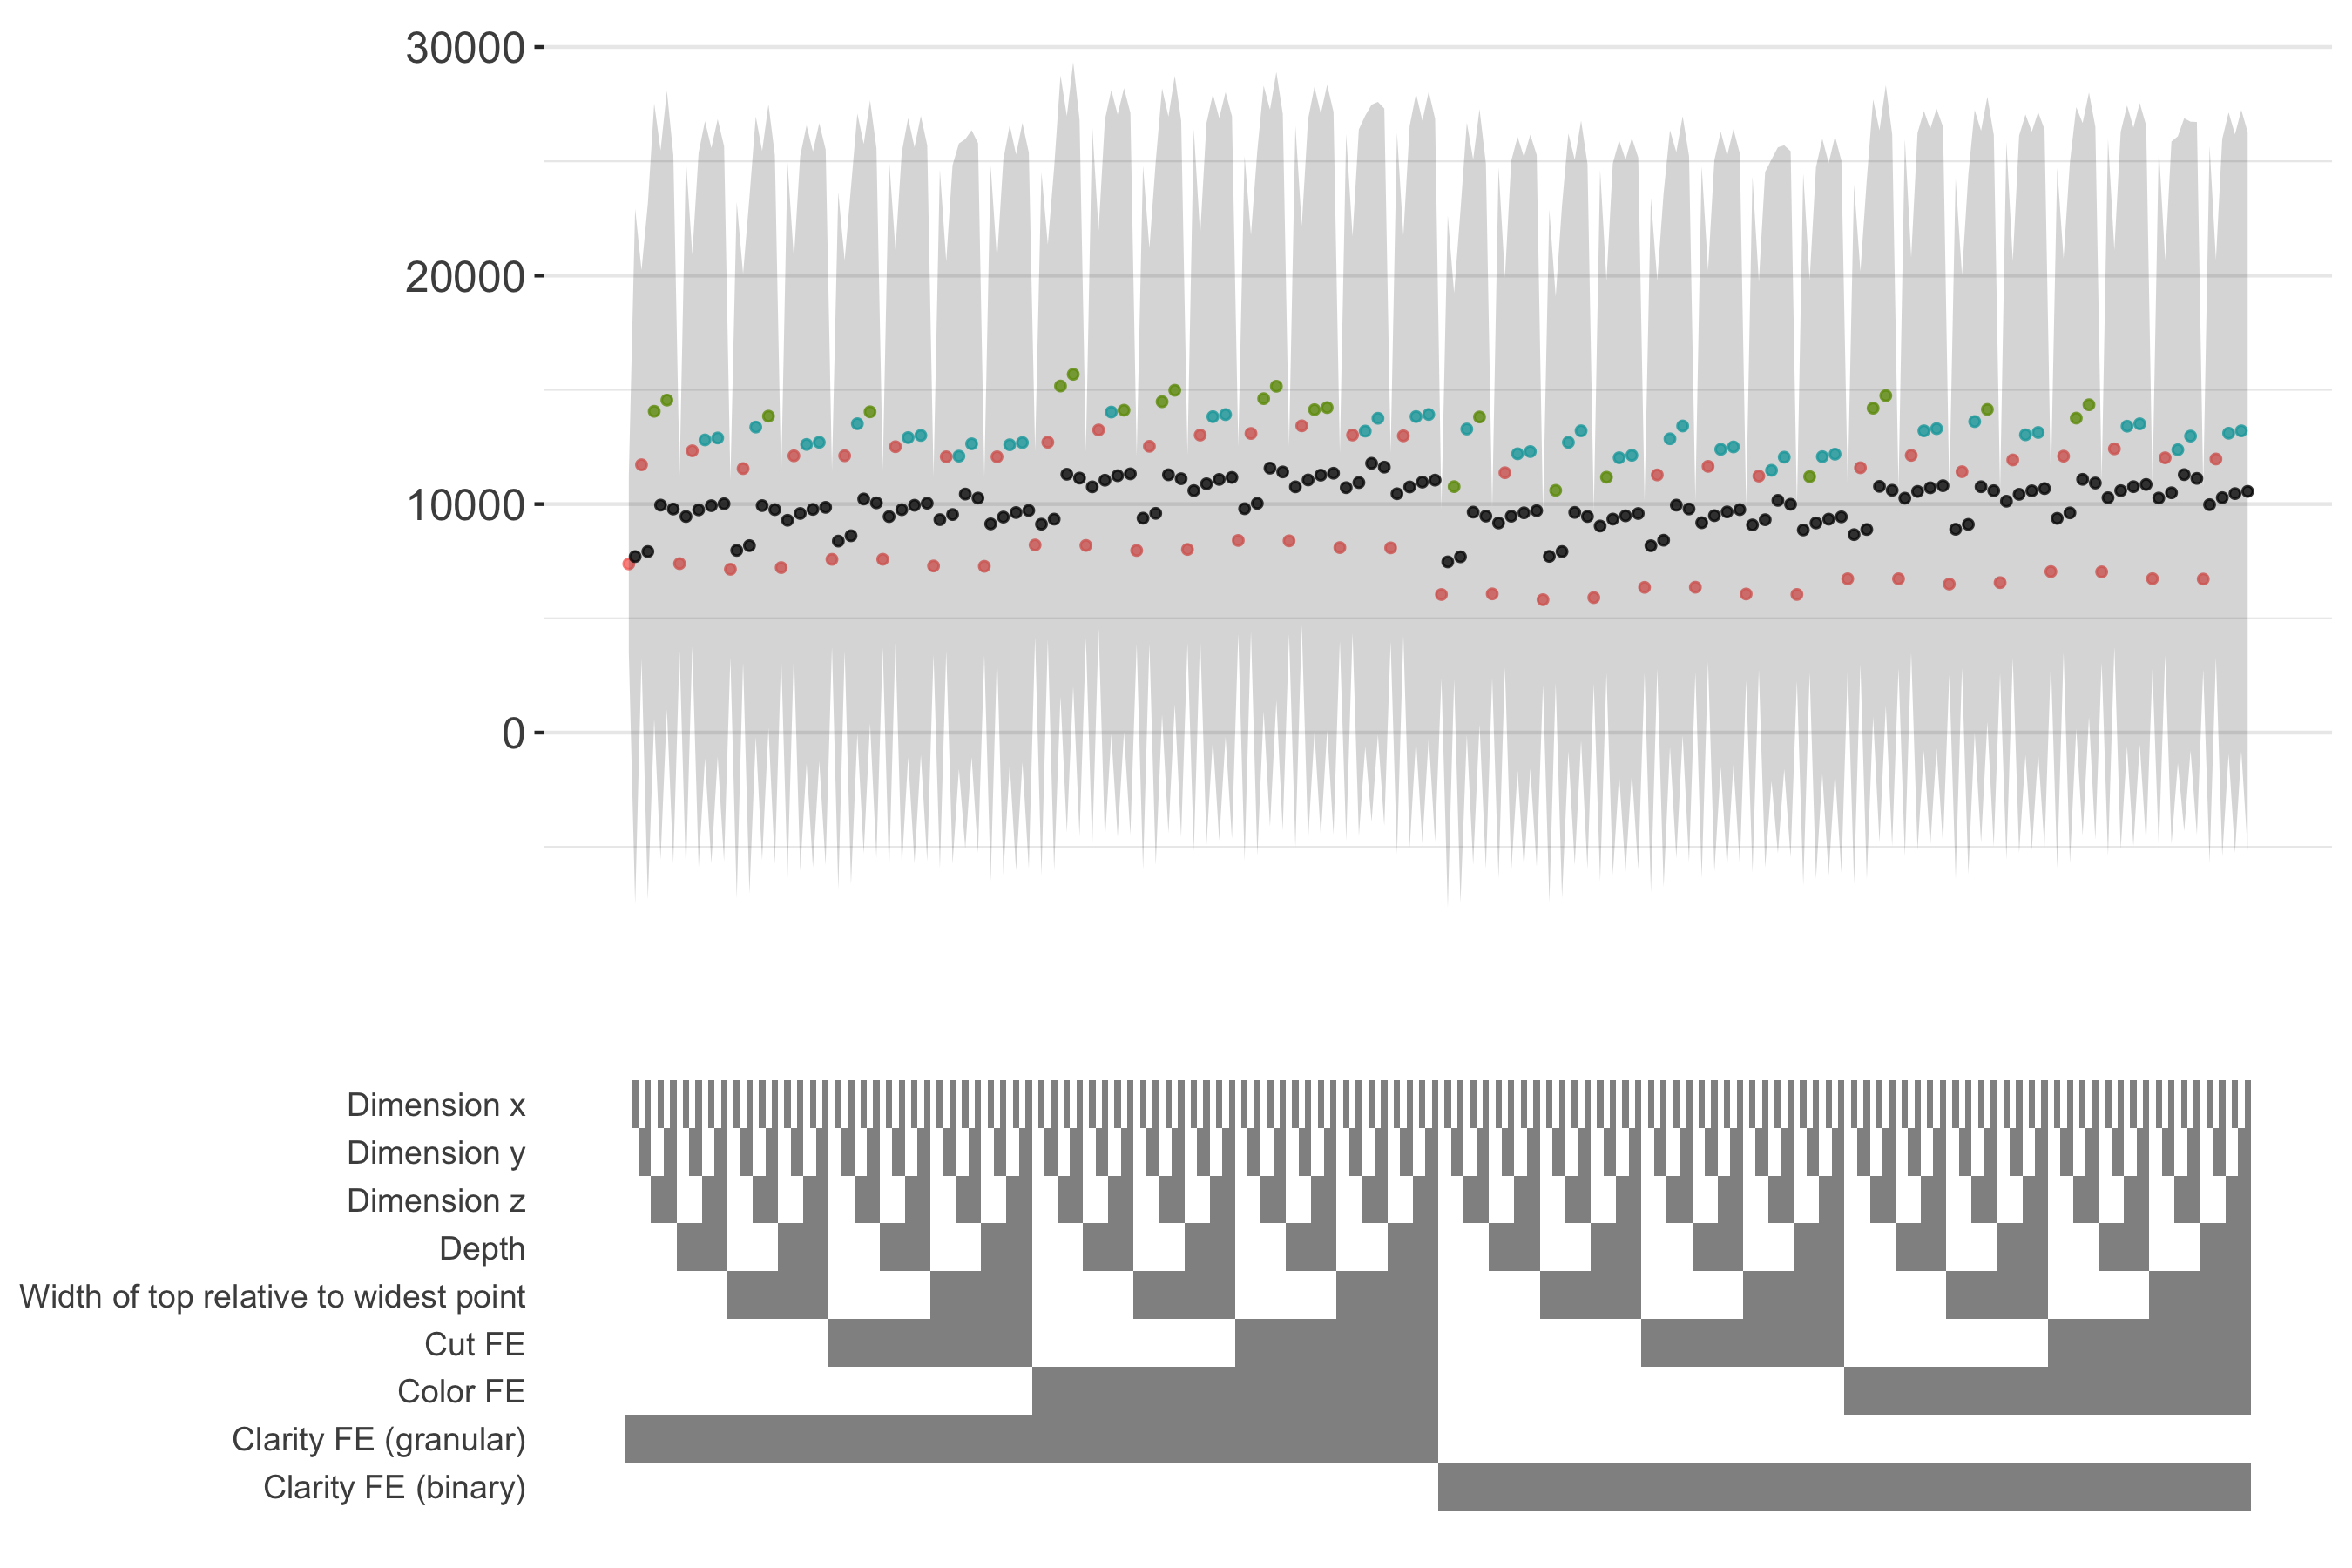 30000
20000
10000
0
Dimension x
Dimension y
Dimension z
Depth
Width of top relative to widest point
Cut FE
Color FE
Clarity FE (granular)
Clarity FE (binary)